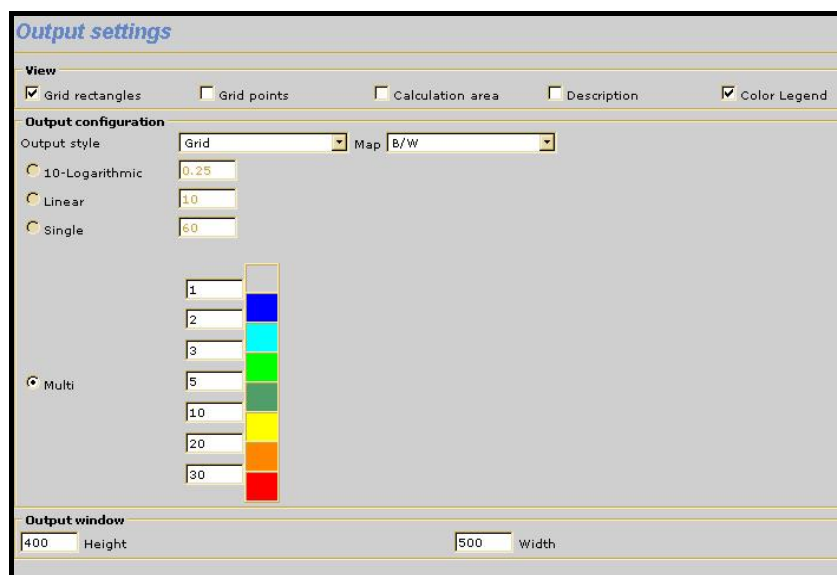 Output settings
View
Grid rectangles Grid points Calculation area Description Color Legend
Output configuration
Output style Grid Map B/W
10-Logarithmic 0.25
Linear 10
Single 60
1
2
3
Multi 5
10
20
30
Output window
400 Height 500 Width